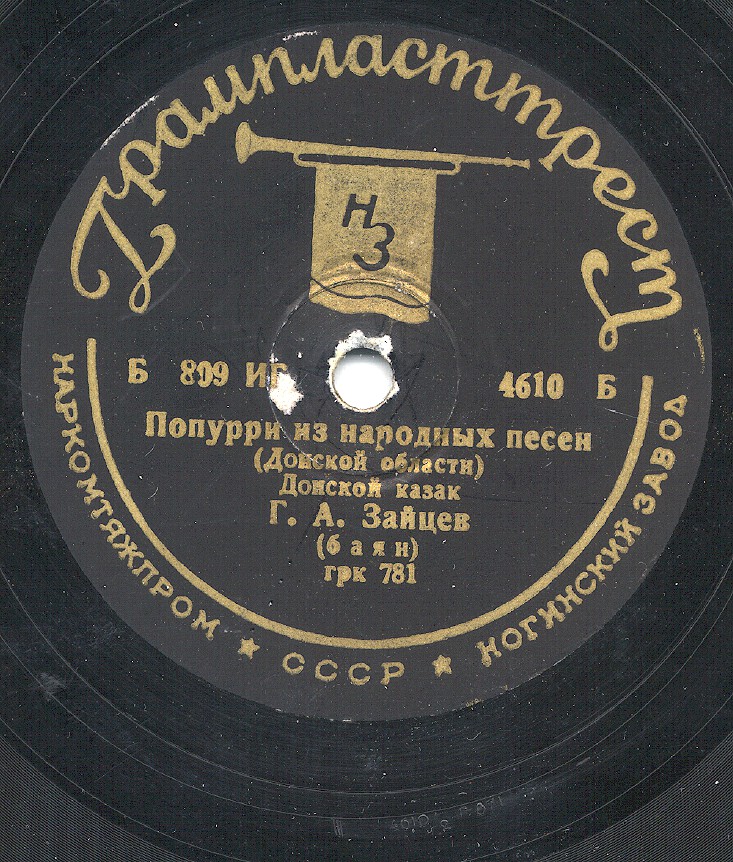 Грампласттрест
НЗ
Б 809 ИГ 4610 Б
Попурри из народных песен
(Донской области)
Донской казак
Г. А. Зайцев
(баян)
грк 781
НАРКОМТЯЖПРОМ ★ СССР ★ НОГИНСКИЙ ЗАВОД